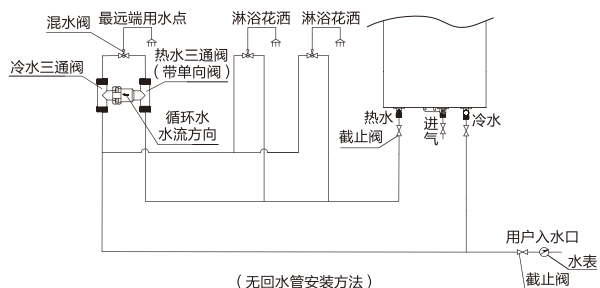 混水阀
最远端用水点
淋浴花洒
淋浴花洒
冷水三通阀
热水三通阀
（带单向阀）
循环水
水流方向
热水
截止阀
进气
冷水
用户入水口
水表
截止阀
（无回水管安装方法）